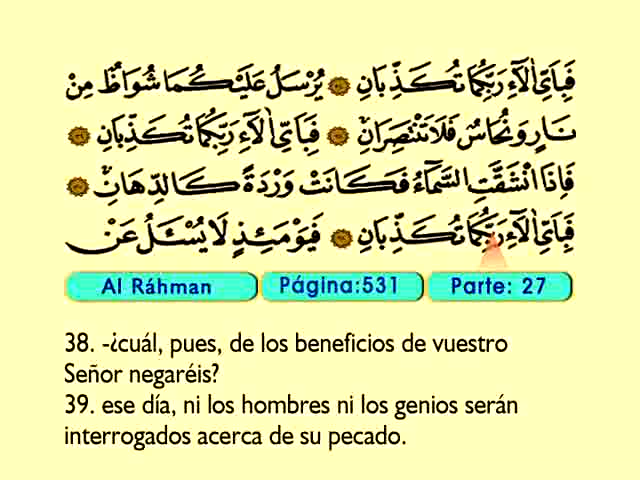 فَبِأَيِّ آلَاءِ رَبِّكُمَا تُكَذِّبَانِ ۝ يُرْسَلُ عَلَيْكُمَا شُوَاظٌ مِنْ
نَارٍ وَنُحَاسٌ فَلَا تَنْتَصِرَانِ ۝ فَبِأَيِّ آلَاءِ رَبِّكُمَا تُكَذِّبَانِ ۝
فَإِذَا انْشَقَّتِ السَّمَاءُ فَكَانَتْ وَرْدَةً كَالدِّهَانِ ۝
فَبِأَيِّ آلَاءِ رَبِّكُمَا تُكَذِّبَانِ ۝ فَيَوْمَئِذٍ لَا يُسْئَلُ عَنْ
Al Ráhman Página:531 Parte: 27
38. -¿cuál, pues, de los beneficios de vuestro
Señor negaréis?
39. ese día, ni los hombres ni los genios serán
interrogados acerca de su pecado.